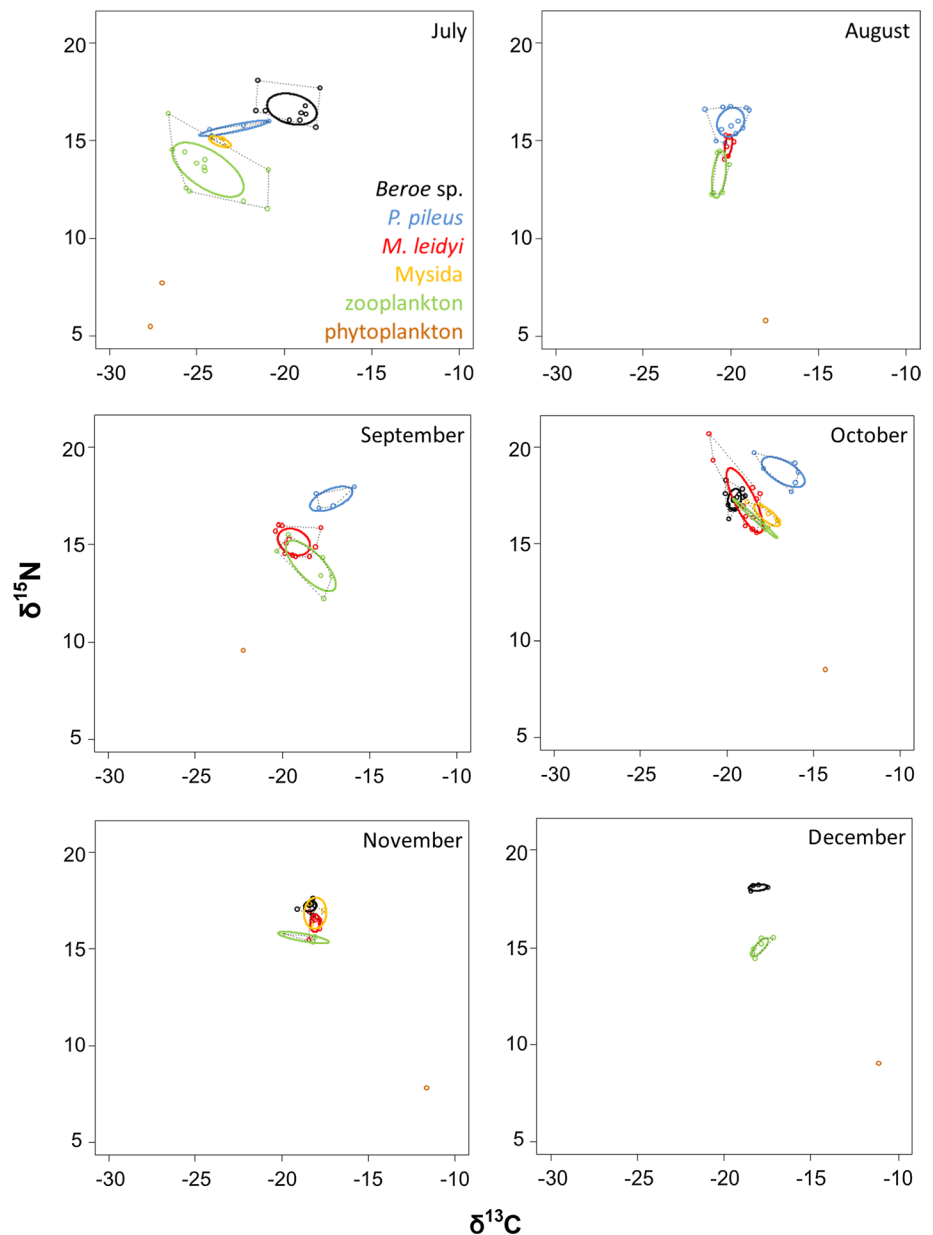 July
20
15
10
5
-30 -25 -20 -15 -10
Beroe sp.
P. pileus
M. leidyi
Mysida
zooplankton
phytoplankton
August
20
15
10
5
-30 -25 -20 -15 -10
September
20
15
10
5
-30 -25 -20 -15 -10
October
20
15
10
5
-30 -25 -20 -15 -10
δ¹⁵N
November
20
15
10
5
-30 -25 -20 -15 -10
December
20
15
10
5
-30 -25 -20 -15 -10
δ¹³C